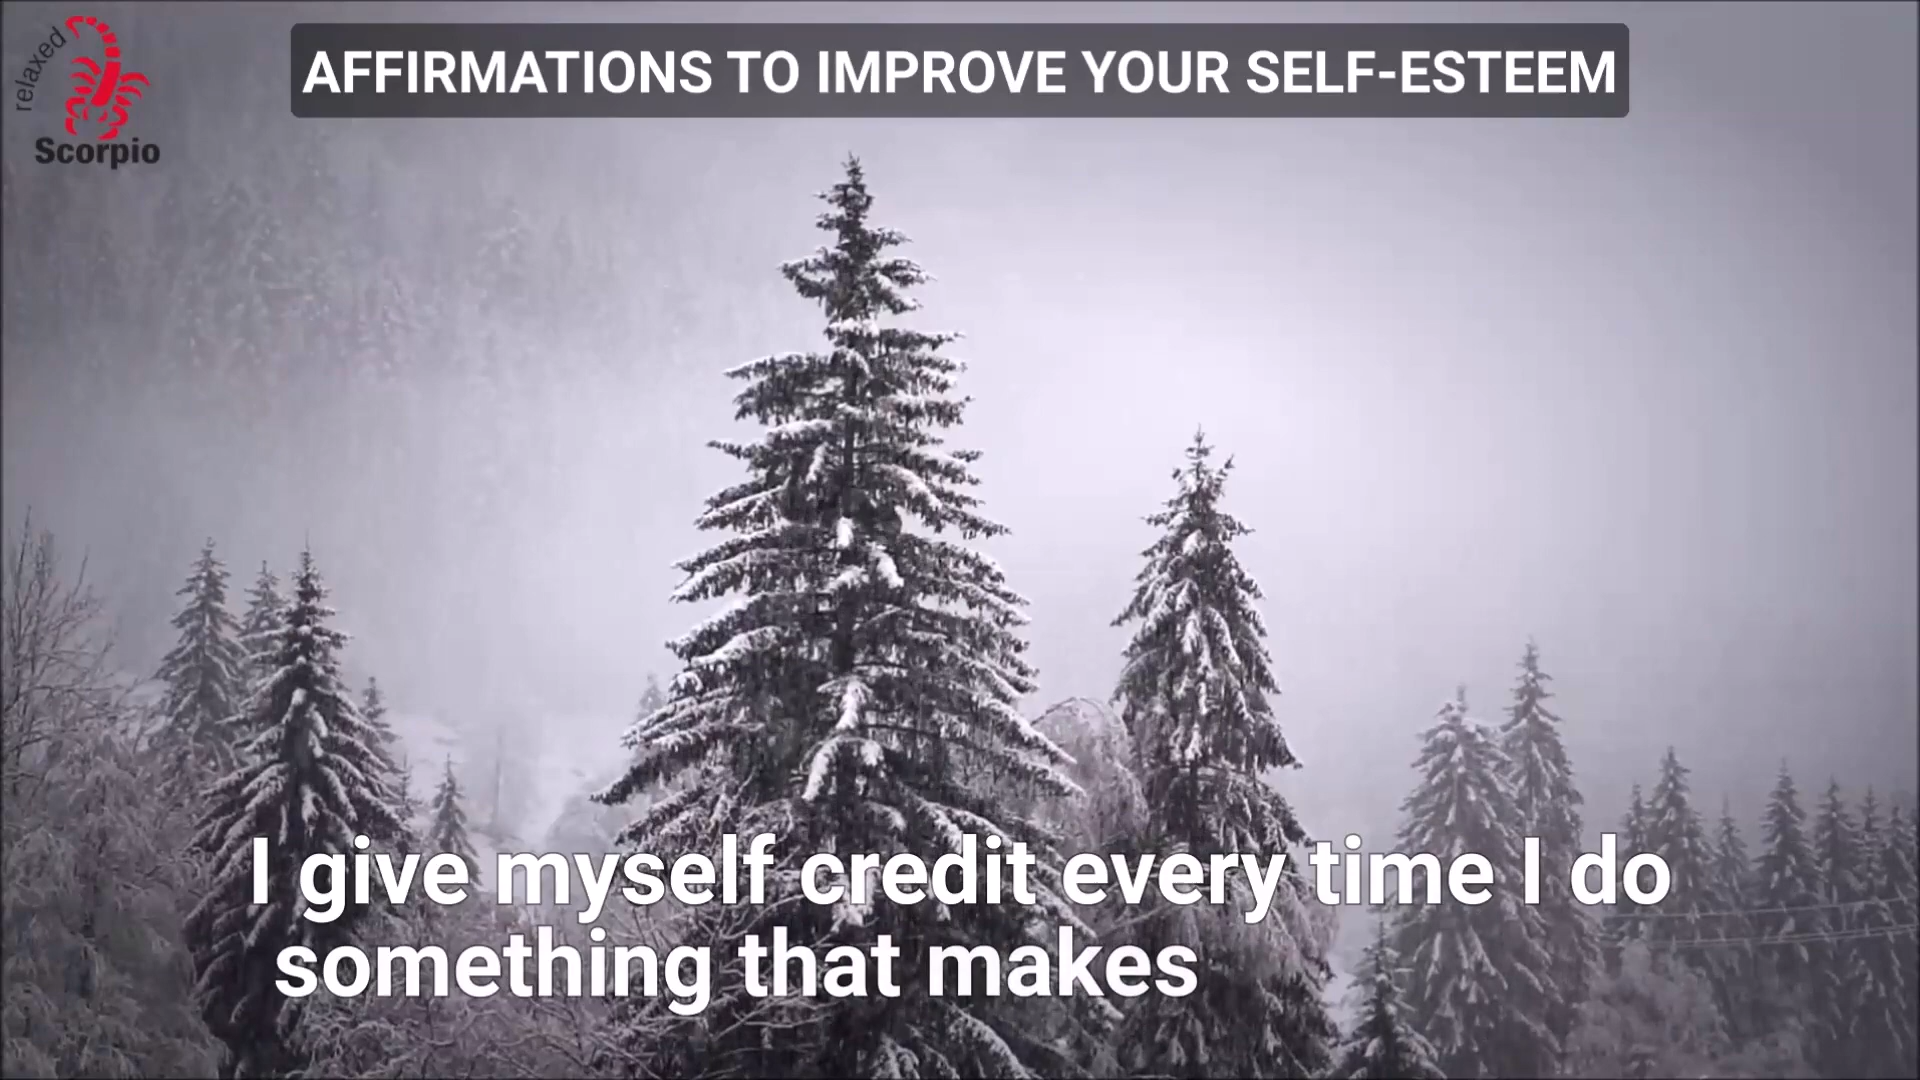 relaxed
Scorpio
AFFIRMATIONS TO IMPROVE YOUR SELF-ESTEEM
I give myself credit every time I do
something that makes